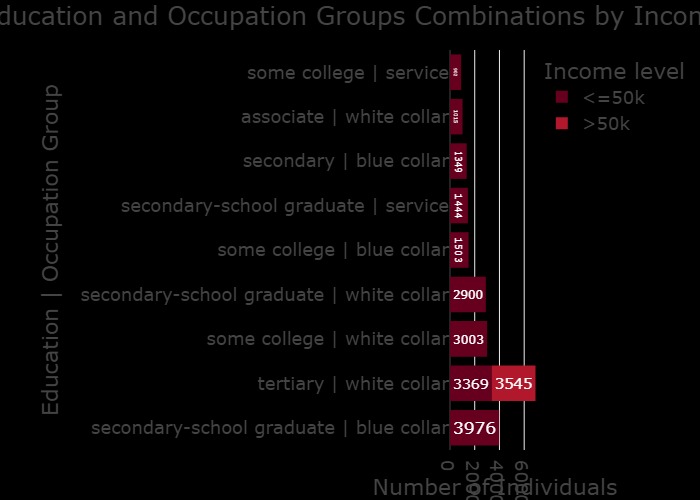 ducation and Occupation Groups Combinations by Incom
Income level
<=50k
>50k
Education | Occupation Group
some college | service
associate | white collar
1015
secondary | blue collar
1349
secondary-school graduate | service
1444
some college | blue collar
1503
secondary-school graduate | white collar
2900
some college | white collar
3003
tertiary | white collar
3369 3545
secondary-school graduate | blue collar
3976
0
2000
4000
6000
Number of Individuals